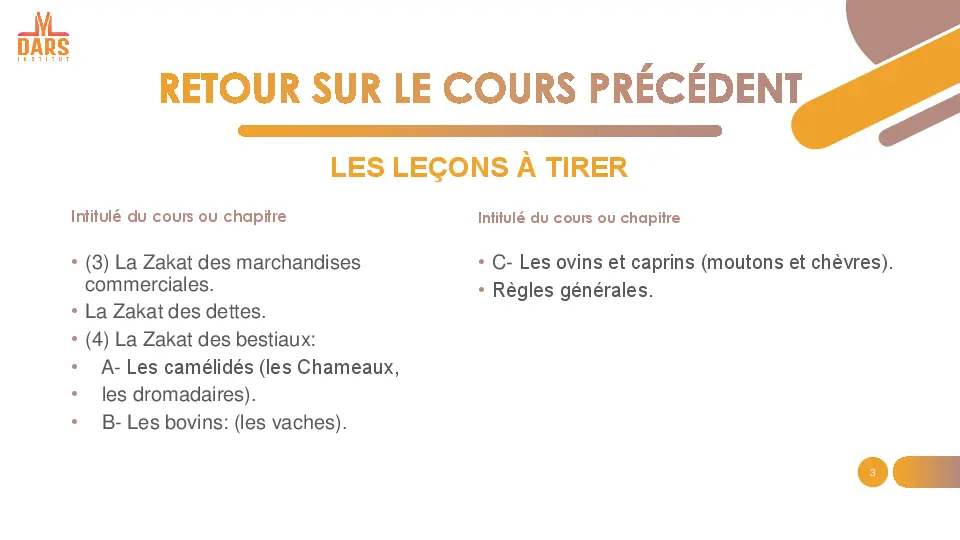 DARS
INSTITUT
RETOUR SUR LE COURS PRÉCÉDENT
LES LEÇONS À TIRER
Intitulé du cours ou chapitre
• (3) La Zakat des marchandises
commerciales.
• La Zakat des dettes.
• (4) La Zakat des bestiaux:
• A- Les camélidés (les Chameaux,
• les dromadaires).
• B- Les bovins: (les vaches).
Intitulé du cours ou chapitre
• C- Les ovins et caprins (moutons et chèvres).
• Règles générales.
3